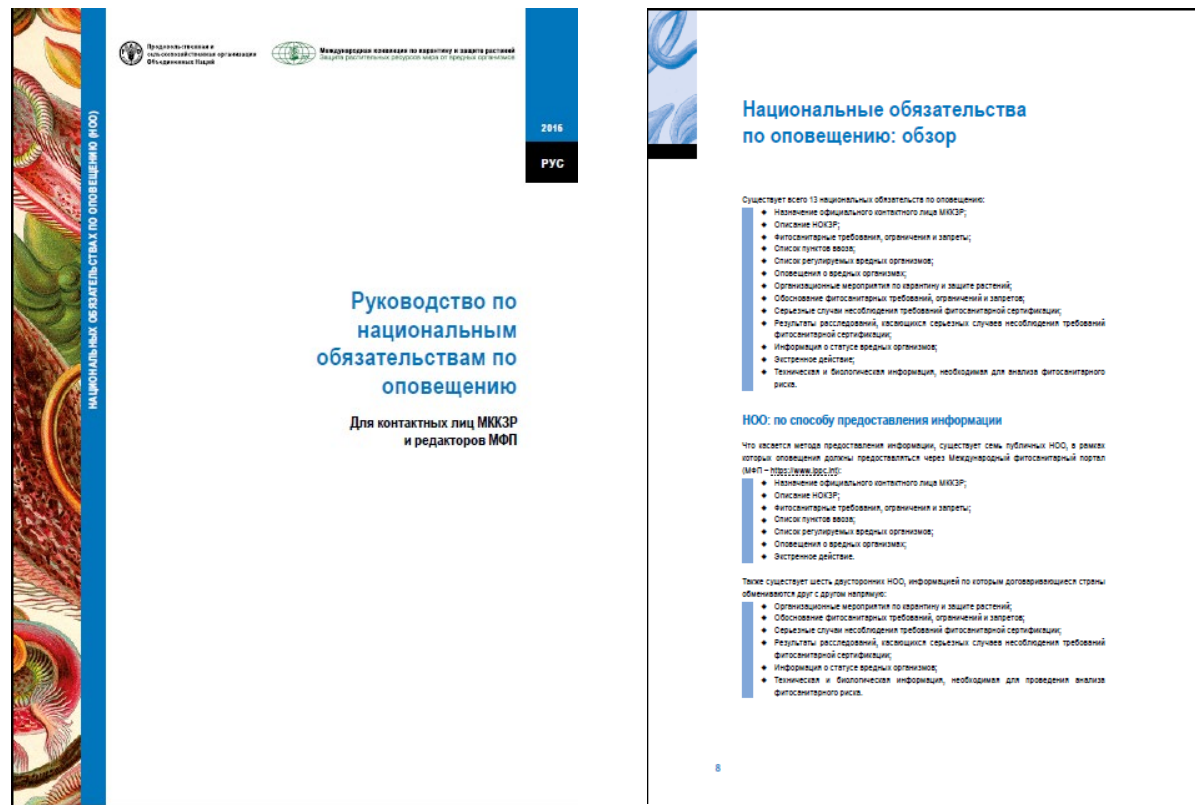 Продовольственная и
сельскохозяйственная организация
Объединенных Наций
Международная конвенция по карантину и защите растений
Защита растительных ресурсов мира от вредных организмов
НАЦИОНАЛЬНЫХ ОБЯЗАТЕЛЬСТВАХ ПО ОПОВЕЩЕНИЮ (НОО)
2016
РУС
Руководство по
национальным
обязательствам по
оповещению
Для контактных лиц МККЗР
и редакторов МФП
Национальные обязательства
по оповещению: обзор
Существует всего 13 национальных обязательств по оповещению:
◆ Назначение официального контактного лица МККЗР;
◆ Описание НОКЗР;
◆ Фитосанитарные требования, ограничения и запреты;
◆ Список пунктов ввоза;
◆ Список регулируемых вредных организмов;
◆ Оповещения о вредных организмах;
◆ Организационные мероприятия по карантину и защите растений;
◆ Обоснование фитосанитарных требований, ограничений и запретов;
◆ Серьезные случаи несоблюдения требований фитосанитарной сертификации;
◆ Результаты расследований, касающихся серьезных случаев несоблюдения требований
фитосанитарной сертификации;
◆ Информация о статусе вредных организмов;
◆ Экстренное действие;
◆ Техническая и биологическая информация, необходимая для анализа фитосанитарного
риска.
НОО: по способу предоставления информации
Что касается метода предоставления информации, существует семь публичных НОО, в рамках
которых оповещения должны предоставляться через Международный фитосанитарный портал
(МФП – https://www.ippc.int):
◆ Назначение официального контактного лица МККЗР;
◆ Описание НОКЗР;
◆ Фитосанитарные требования, ограничения и запреты;
◆ Список пунктов ввоза;
◆ Список регулируемых вредных организмов;
◆ Оповещения о вредных организмах;
◆ Экстренное действие.
Также существует шесть двусторонних НОО, информацией по которым договаривающиеся страны
обмениваются друг с другом напрямую:
◆ Организационные мероприятия по карантину и защите растений;
◆ Обоснование фитосанитарных требований, ограничений и запретов;
◆ Серьезные случаи несоблюдения требований фитосанитарной сертификации;
◆ Результаты расследований, касающихся серьезных случаев несоблюдения требований
фитосанитарной сертификации;
◆ Информация о статусе вредных организмов;
◆ Техническая и биологическая информация, необходимая для проведения анализа
фитосанитарного риска.
8